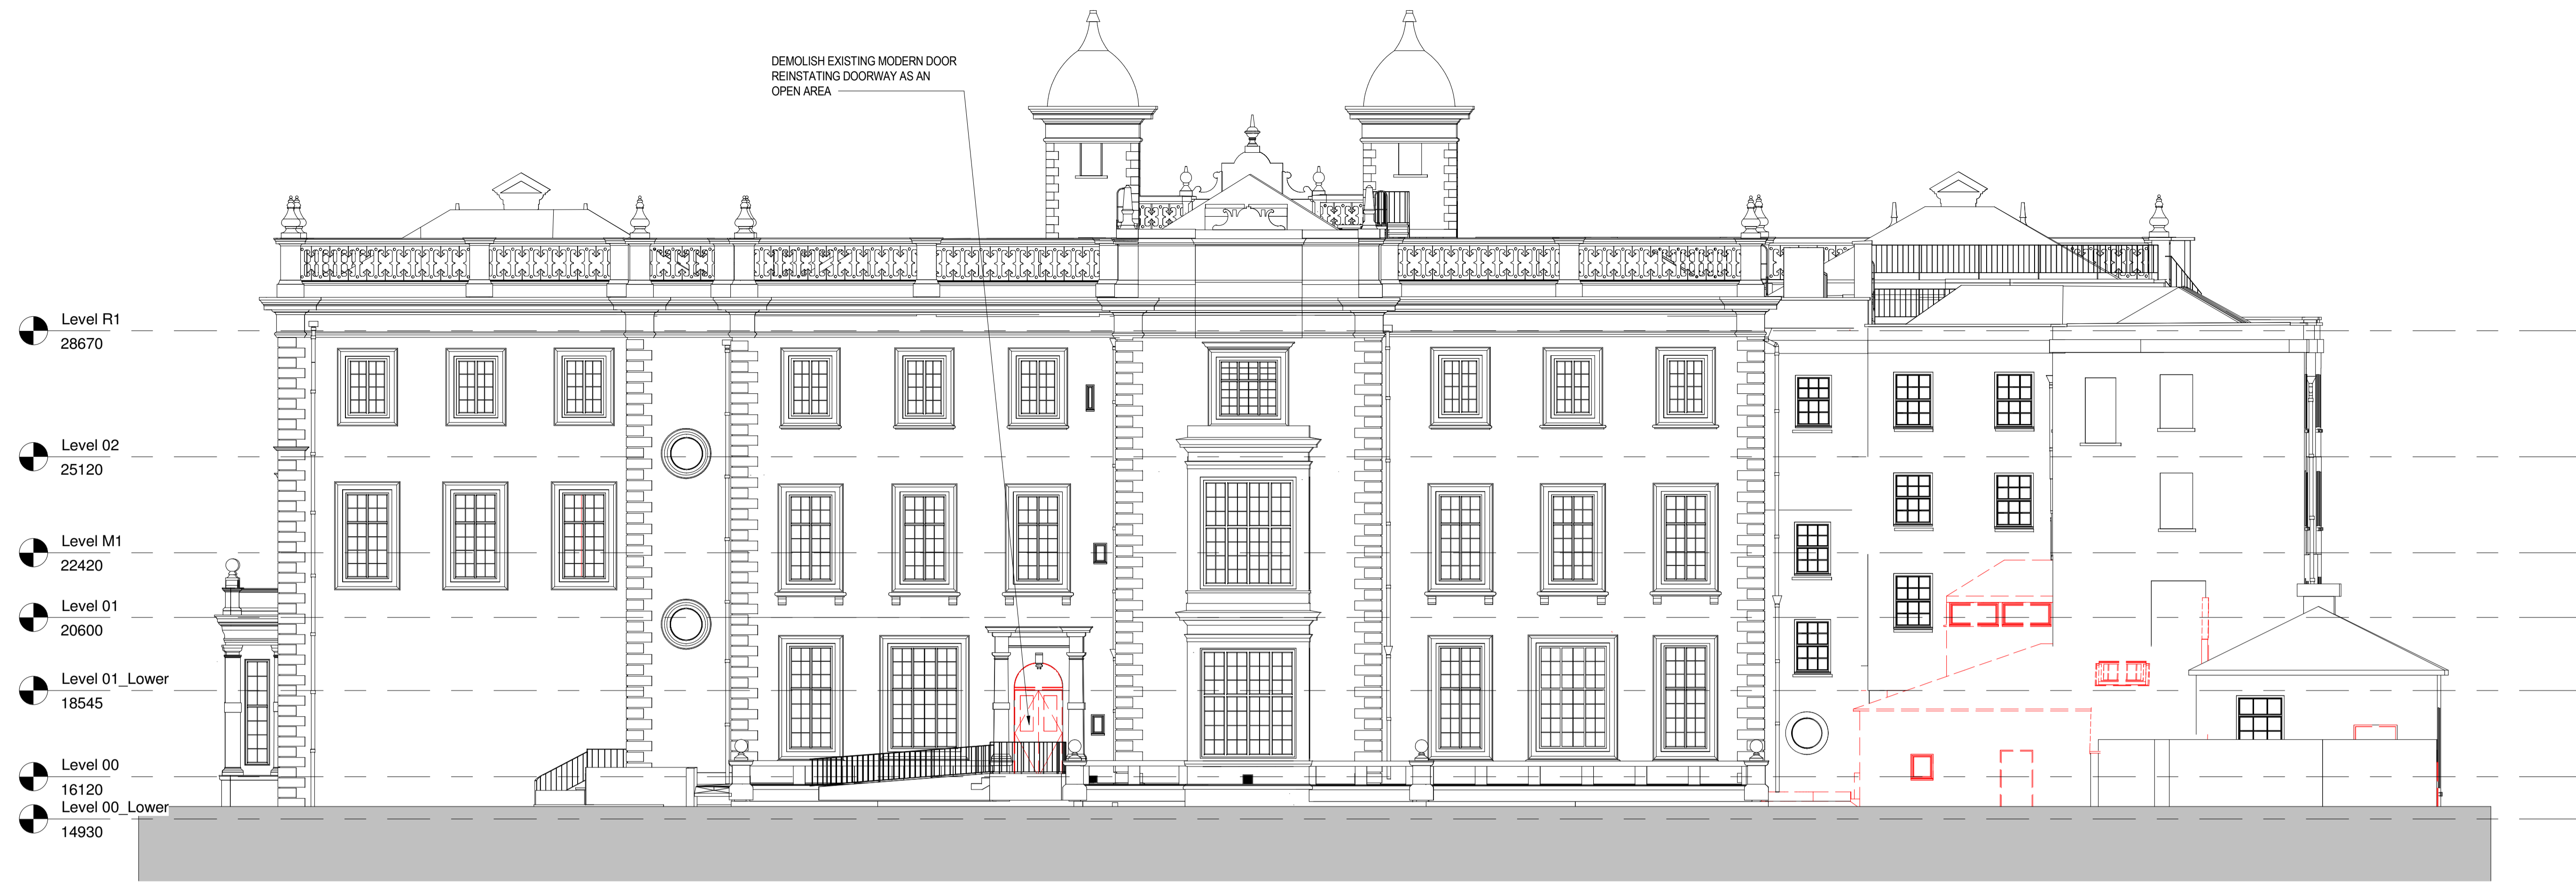 DEMOLISH EXISTING MODERN DOOR
REINSTATING DOORWAY AS AN
OPEN AREA
Level R1
28670
Level 02
25120
Level M1
22420
Level 01
20600
Level 01_Lower
18545
Level 00
16120
Level 00_Lower
14930